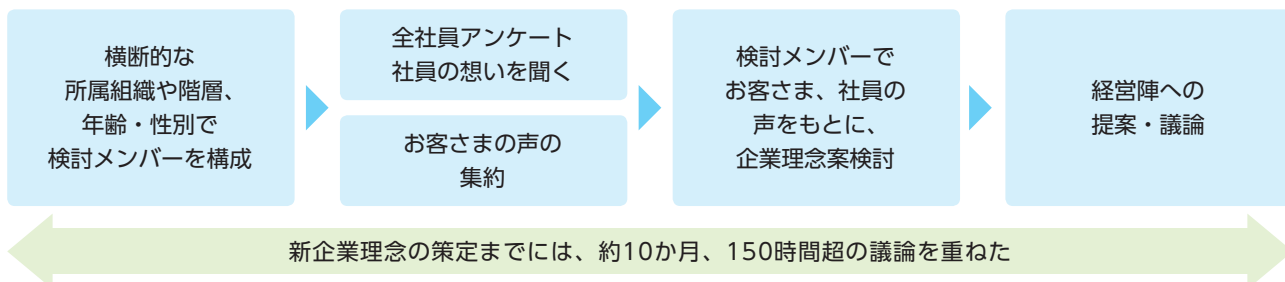 横断的な
所属組織や階層、
年齢・性別で
検討メンバーを構成
全社員アンケート
社員の想いを聞く
お客さまの声の
集約
検討メンバーで
お客さま、社員の
声をもとに、
企業理念案検討
経営陣への
提案・議論
新企業理念の策定までには、約10か月、150時間超の議論を重ねた